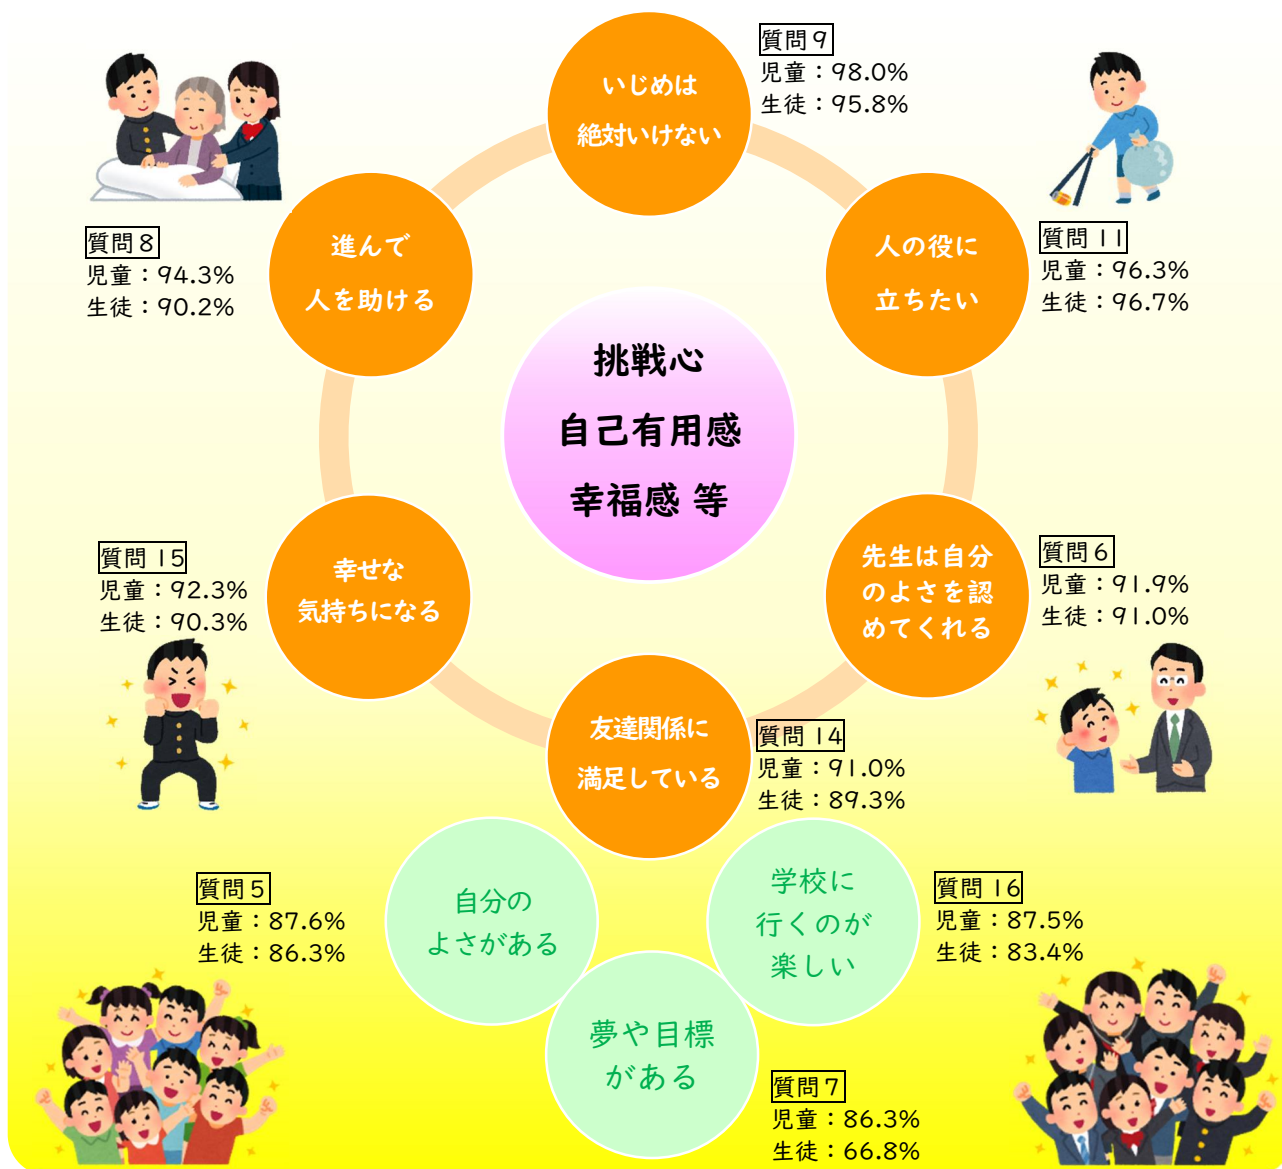 質問9
児童：98.0%
生徒：95.8%
いじめは
絶対いけない
質問8
児童：94.3%
生徒：90.2%
進んで
人を助ける
人の役に
立ちたい
質問11
児童：96.3%
生徒：96.7%
挑戦心
自己有用感
幸福感 等
質問15
児童：92.3%
生徒：90.3%
幸せな
気持ちになる
先生は自分
のよさを認
めてくれる
質問6
児童：91.9%
生徒：91.0%
友達関係に
満足している
質問14
児童：91.0%
生徒：89.3%
質問5
児童：87.6%
生徒：86.3%
自分の
よさがある
学校に
行くのが
楽しい
質問16
児童：87.5%
生徒：83.4%
夢や目標
がある
質問7
児童：86.3%
生徒：66.8%